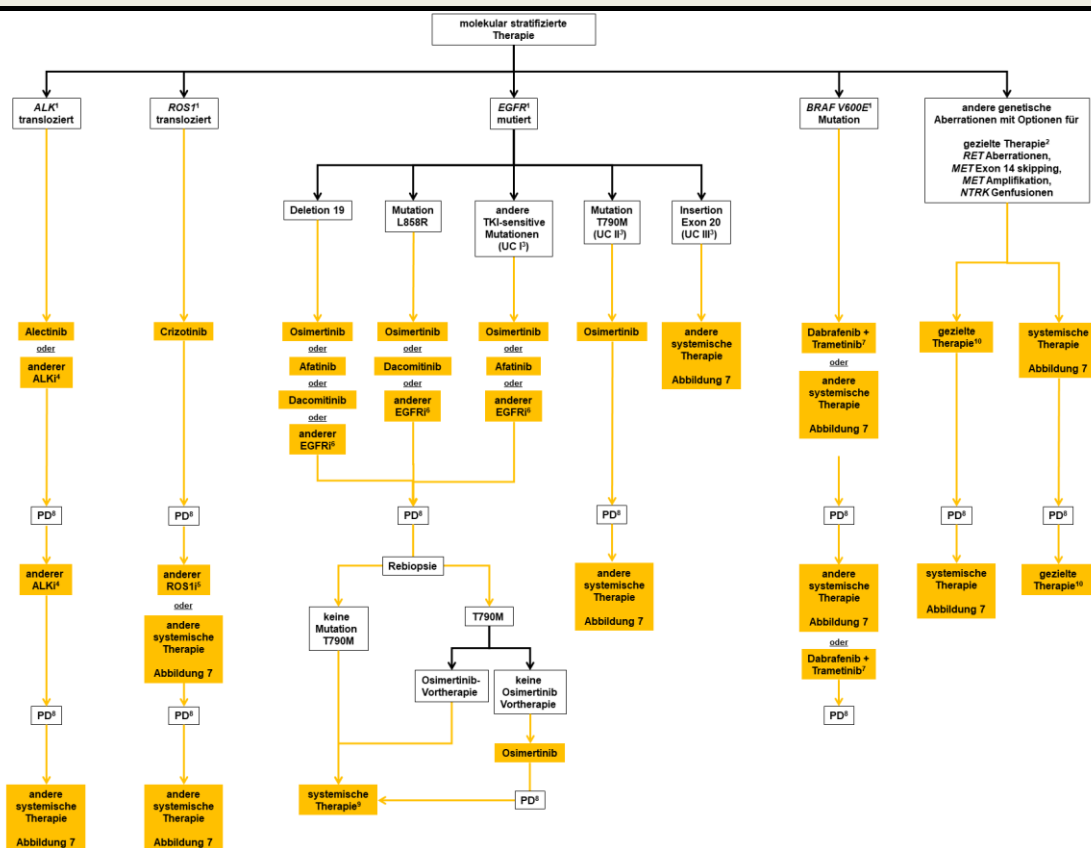 molekular stratifizierte
Therapie
ALK¹
transloziert
ROS1¹
transloziert
EGFR¹
mutiert
BRAF V600E¹
Mutation
andere genetische
Aberrationen mit Optionen für
gezielte Therapie²
RET Aberrationen,
MET Exon 14 skipping,
MET Amplifikation,
NTRK Genfusionen
Deletion 19
Mutation
L858R
andere
TKI-sensitive
Mutationen
(UC I³)
Mutation
T790M
(UC II³)
Insertion
Exon 20
(UC III³)
Alectinib
oder
anderer
ALKi⁴
Crizotinib
Osimertinib
oder
Afatinib
oder
Dacomitinib
oder
anderer
EGFRi⁶
Osimertinib
oder
Dacomitinib
oder
anderer
EGFRi⁶
Osimertinib
oder
Afatinib
oder
anderer
EGFRi⁶
Osimertinib
andere
systemische
Therapie
Abbildung 7
Dabrafenib +
Trametinib⁷
oder
andere
systemische
Therapie
Abbildung 7
gezielte
Therapie¹⁰
systemische
Therapie
Abbildung 7
PD⁸
PD⁸
PD⁸
PD⁸
PD⁸
PD⁸
PD⁸
anderer
ALKi⁴
anderer
ROS1i⁵
oder
andere
systemische
Therapie
Abbildung 7
Rebiopsie
keine
Mutation
T790M
T790M
Osimertinib-
Vortherapie
keine
Osimertinib
Vortherapie
Osimertinib
andere
systemische
Therapie
Abbildung 7
andere
systemische
Therapie
Abbildung 7
oder
Dabrafenib +
Trametinib⁷
PD⁸
systemische
Therapie
Abbildung 7
gezielte
Therapie¹⁰
PD⁸
PD⁸
andere
systemische
Therapie
Abbildung 7
andere
systemische
Therapie
Abbildung 7
systemische
Therapie⁹
PD⁸